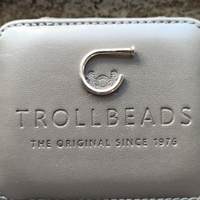 TROLLBEADS
THE ORIGINAL SINCE 1976